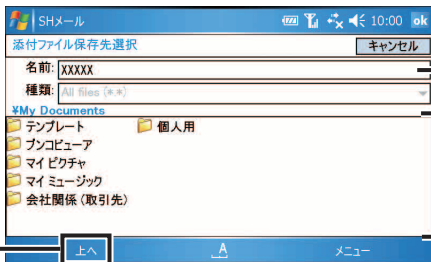 SHメール 10:00 ok
添付ファイル保存先選択 キャンセル
名前: XXXXX
種類: All files (*.*)
¥My Documents
テンプレート 個人用
ブンコビューア
マイ ピクチャ
マイ ミュージック
会社関係 (取引先)
上へ A メニュー